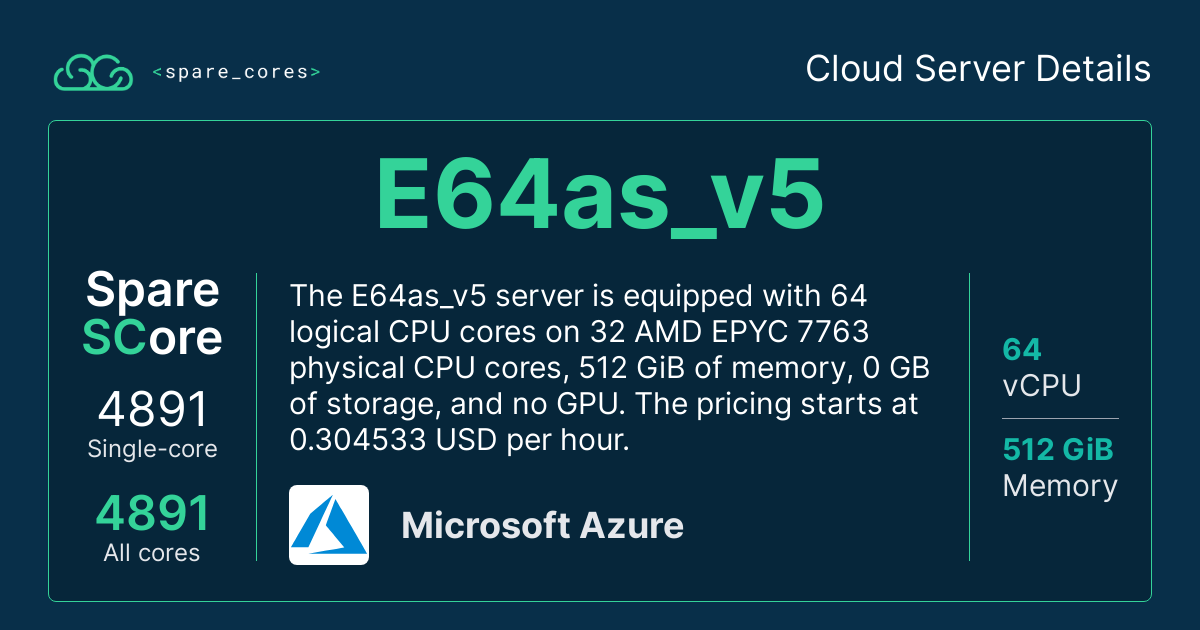 <spare_cores>
Cloud Server Details
E64as_v5
Spare
SCore
4891
Single-core
4891
All cores
The E64as_v5 server is equipped with 64
logical CPU cores on 32 AMD EPYC 7763
physical CPU cores, 512 GiB of memory, 0 GB
of storage, and no GPU. The pricing starts at
0.304533 USD per hour.
Microsoft Azure
64
vCPU
512 GiB
Memory